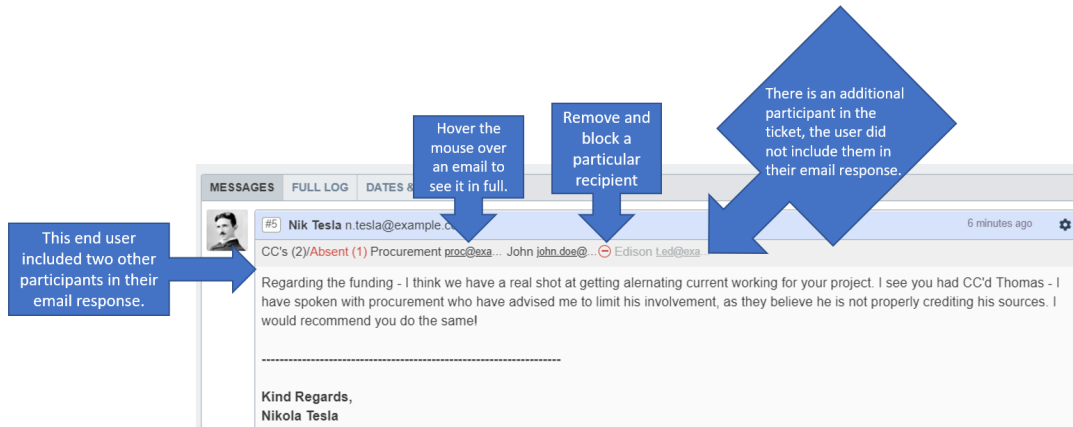 There is an additional
participant in the
ticket, the user did
not include them in
their email response.
Remove and
block a
particular
recipient
Hover the
mouse over
an email to
see it in full.
MESSAGES FULL LOG DATES &
#5 Nik Tesla n.tesla@example.c 6 minutes ago
This end user
included two other
participants in their
email response.
CC's (2)/Absent (1) Procurement proc@exa... John john.doe@... Edison t.ed@exa...
Regarding the funding - I think we have a real shot at getting alernating current working for your project. I see you had CC'd Thomas - I
have spoken with procurement who have advised me to limit his involvement, as they believe he is not properly crediting his sources. I
would recommend you do the same!
--------------------------------------------------------------------
Kind Regards,
Nikola Tesla